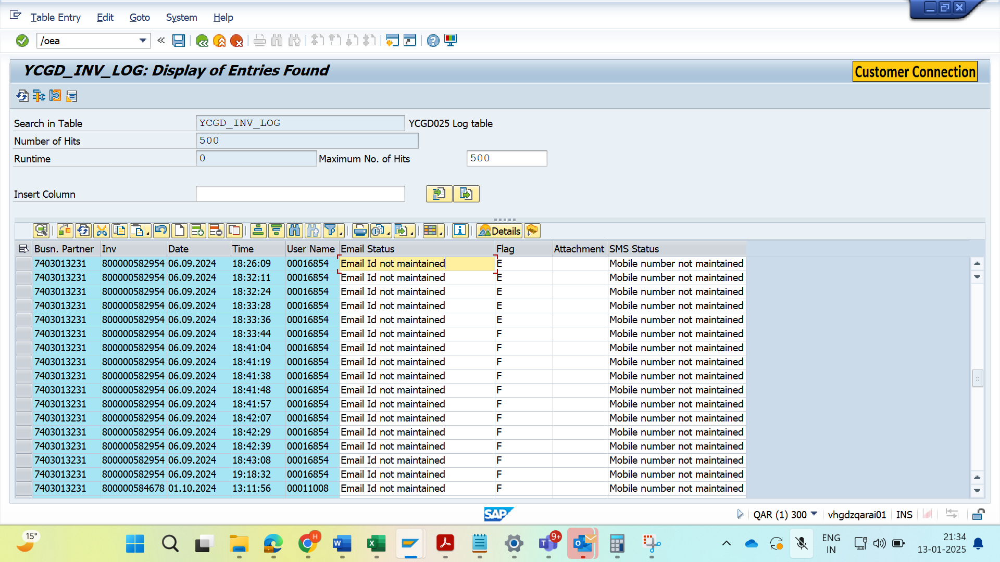 Table Entry Edit Goto System Help
/oea
YCGD_INV_LOG: Display of Entries Found
Customer Connection
Search in Table YCGD_INV_LOG YCGD025 Log table
Number of Hits 500
Runtime 0 Maximum No. of Hits 500
Insert Column
Details
Busn. Partner Inv Date Time User Name Email Status Flag Attachment SMS Status
7403013231 800000582954 06.09.2024 18:26:09 00016854 Email Id not maintained E Mobile number not maintained
7403013231 800000582954 06.09.2024 18:32:11 00016854 Email Id not maintained E Mobile number not maintained
7403013231 800000582954 06.09.2024 18:32:24 00016854 Email Id not maintained E Mobile number not maintained
7403013231 800000582954 06.09.2024 18:33:28 00016854 Email Id not maintained E Mobile number not maintained
7403013231 800000582954 06.09.2024 18:33:36 00016854 Email Id not maintained E Mobile number not maintained
7403013231 800000582954 06.09.2024 18:33:44 00016854 Email Id not maintained F Mobile number not maintained
7403013231 800000582954 06.09.2024 18:41:04 00016854 Email Id not maintained F Mobile number not maintained
7403013231 800000582954 06.09.2024 18:41:19 00016854 Email Id not maintained F Mobile number not maintained
7403013231 800000582954 06.09.2024 18:41:38 00016854 Email Id not maintained F Mobile number not maintained
7403013231 800000582954 06.09.2024 18:41:48 00016854 Email Id not maintained F Mobile number not maintained
7403013231 800000582954 06.09.2024 18:41:57 00016854 Email Id not maintained F Mobile number not maintained
7403013231 800000582954 06.09.2024 18:42:07 00016854 Email Id not maintained F Mobile number not maintained
7403013231 800000582954 06.09.2024 18:42:29 00016854 Email Id not maintained F Mobile number not maintained
7403013231 800000582954 06.09.2024 18:42:39 00016854 Email Id not maintained F Mobile number not maintained
7403013231 800000582954 06.09.2024 18:43:08 00016854 Email Id not maintained F Mobile number not maintained
7403013231 800000582954 06.09.2024 19:18:32 00016854 Email Id not maintained F Mobile number not maintained
7403013231 800000584678 01.10.2024 13:11:56 00011008 Email Id not maintained F Mobile number not maintained
SAP QAR (1) 300 vhgdzqarai01 INS
15° H 9+ ENG 21:34
IN 13-01-2025